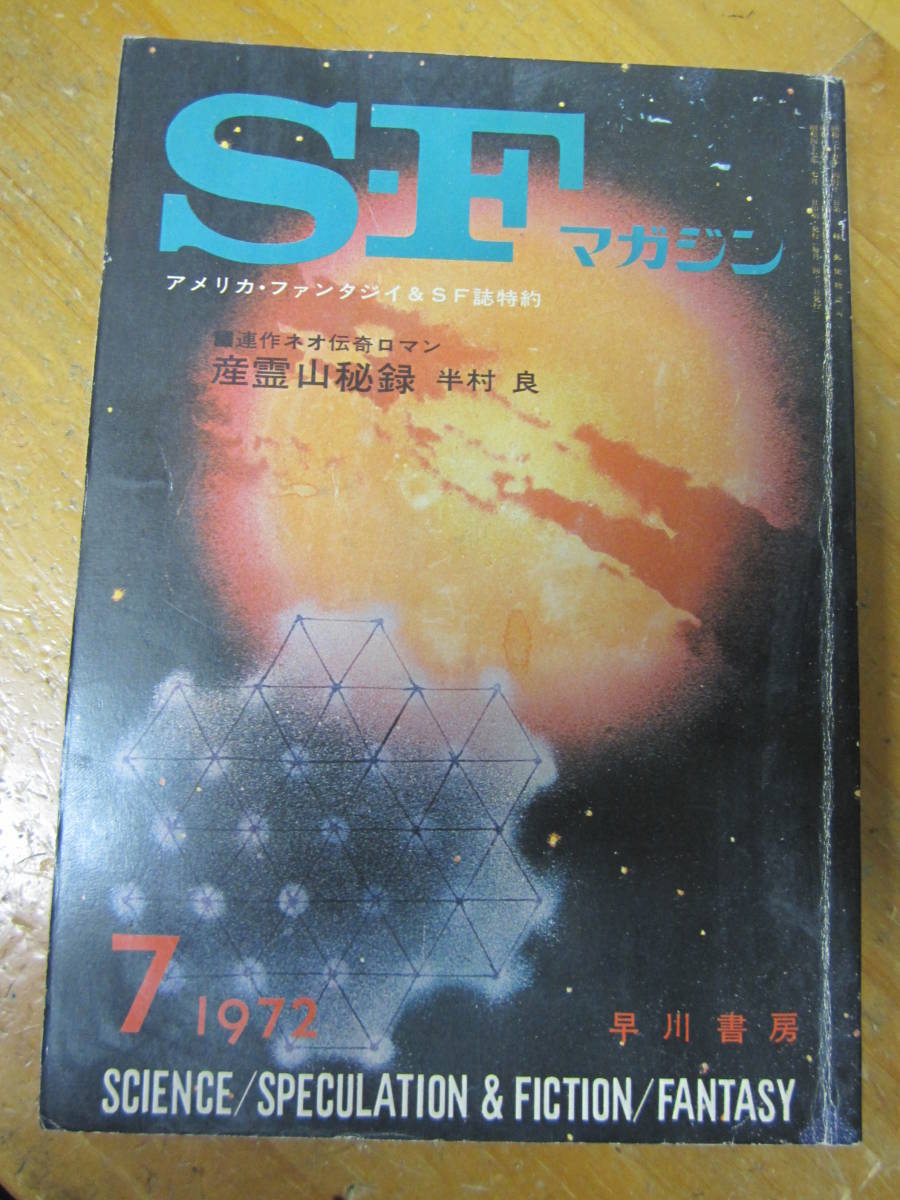 S・Fマガジン
アメリカ・ファンタジイ&SF誌特約
■連作ネオ伝奇ロマン
産霊山秘録 半村 良
7 1972
早川書房
SCIENCE/SPECULATION & FICTION/FANTASY